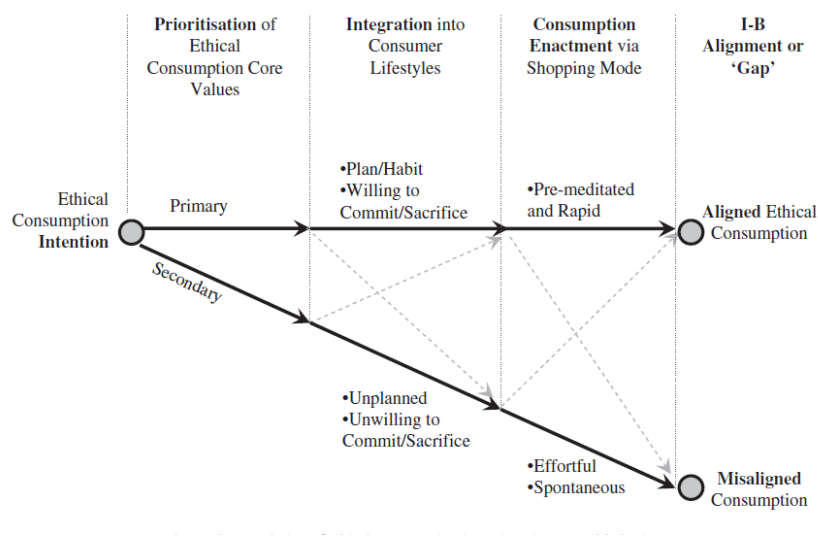 Prioritisation of
Ethical
Consumption Core
Values
Integration into
Consumer
Lifestyles
Consumption
Enactment via
Shopping Mode
I-B
Alignment or
‘Gap’
Ethical
Consumption
Intention
Primary
Secondary
•Plan/Habit
•Willing to
Commit/Sacrifice
•Pre-meditated
and Rapid
Aligned Ethical
Consumption
•Unplanned
•Unwilling to
Commit/Sacrifice
•Effortful
•Spontaneous
Misaligned
Consumption